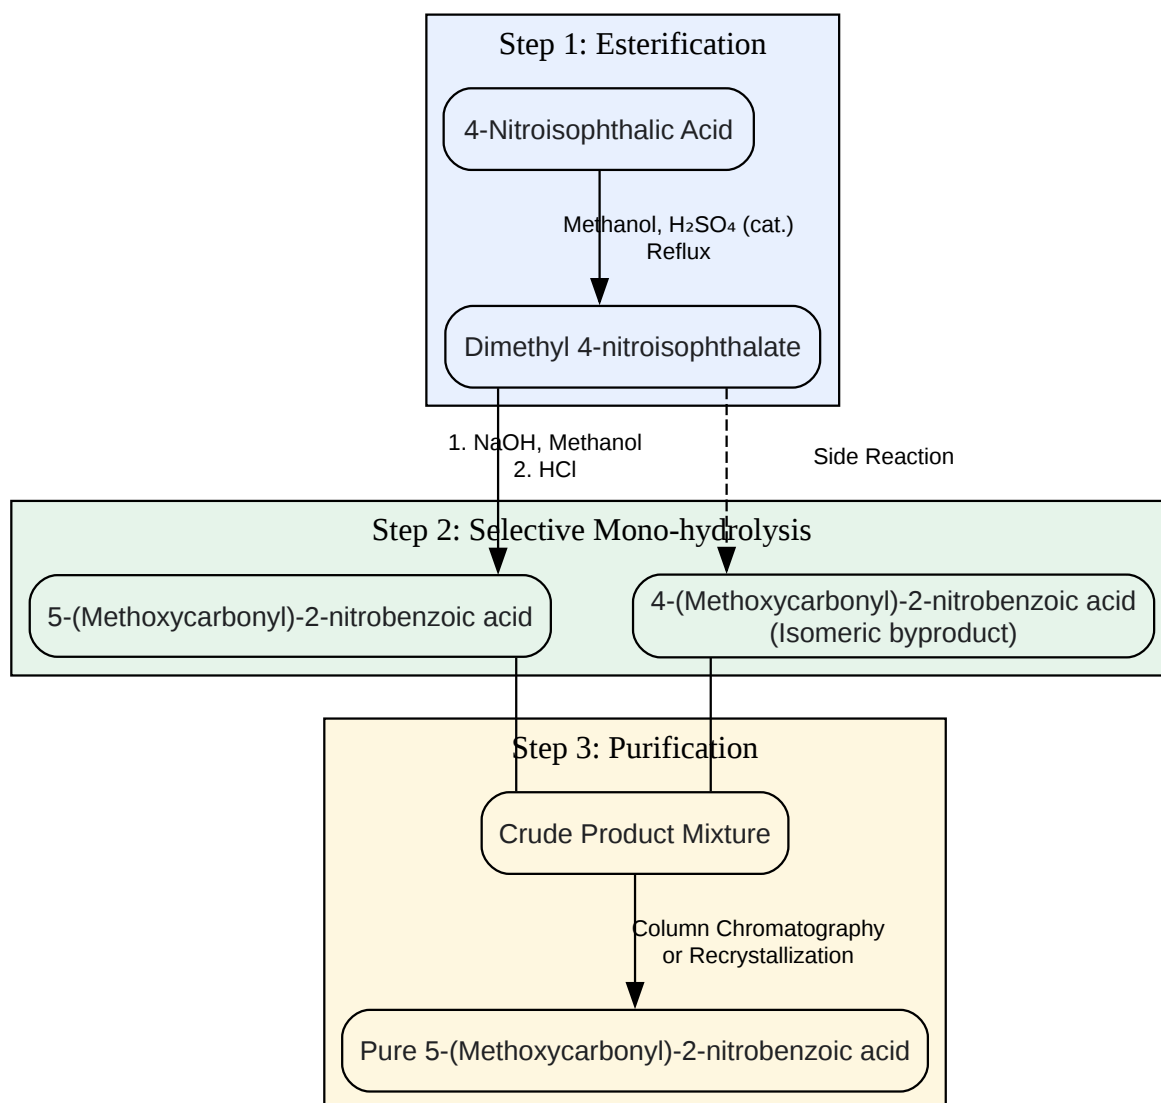 Step 1: Esterification
4-Nitroisophthalic Acid
Methanol, H₂SO₄ (cat.)
Reflux
Dimethyl 4-nitroisophthalate
1. NaOH, Methanol
2. HCl
Side Reaction
Step 2: Selective Mono-hydrolysis
5-(Methoxycarbonyl)-2-nitrobenzoic acid
4-(Methoxycarbonyl)-2-nitrobenzoic acid
(Isomeric byproduct)
Step 3: Purification
Crude Product Mixture
Column Chromatography
or Recrystallization
Pure 5-(Methoxycarbonyl)-2-nitrobenzoic acid